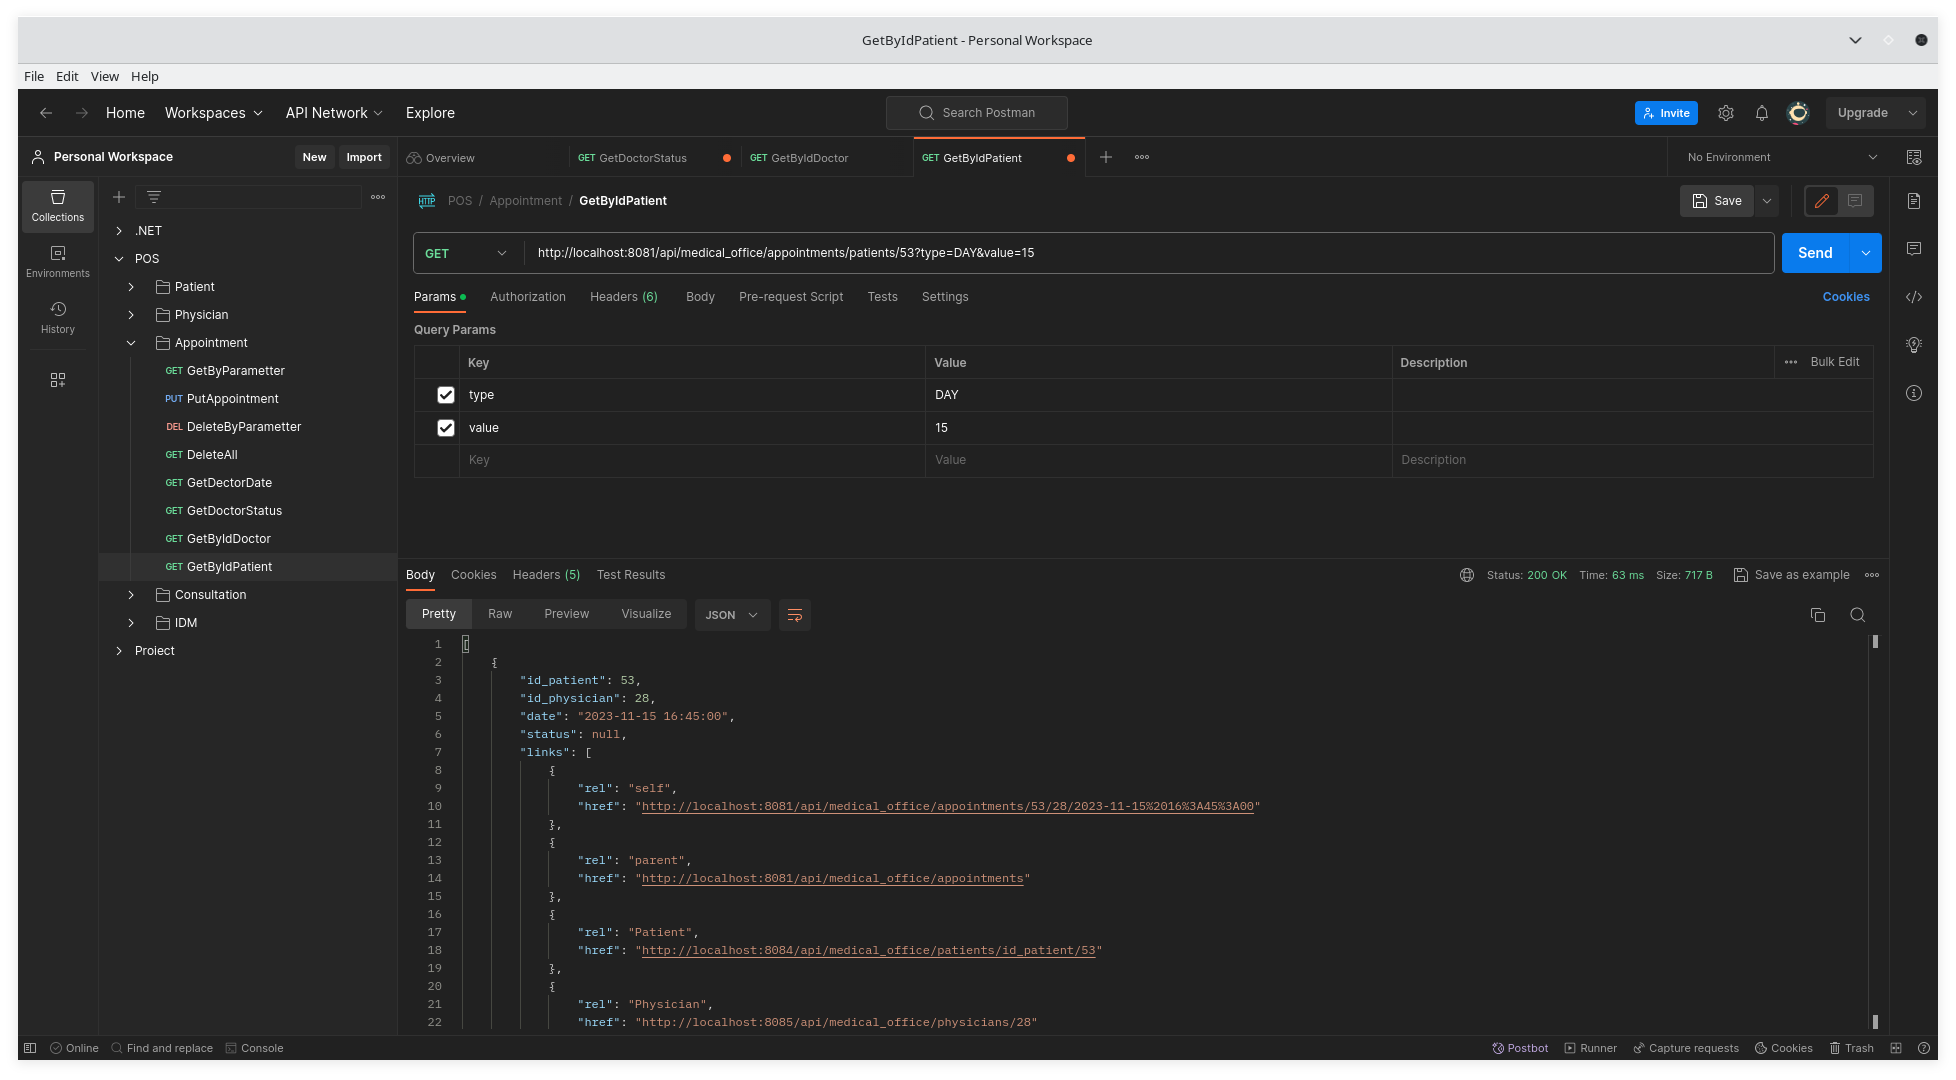 GetByIdPatient - Personal Workspace
File Edit View Help
Home Workspaces API Network Explore Search Postman Invite Upgrade
Personal Workspace New Import Overview GET GetDoctorStatus GET GetByIdDoctor GET GetByIdPatient No Environment
Collections
Environments
History
.NET
POS
Patient
Physician
Appointment
GET GetByParametter
PUT PutAppointment
DEL DeleteByParametter
GET DeleteAll
GET GetDectorDate
GET GetDoctorStatus
GET GetByIdDoctor
GET GetByIdPatient
Consultation
IDM
Proiect
HTTP POS / Appointment / GetByIdPatient Save
GET http://localhost:8081/api/medical_office/appointments/patients/53?type=DAY&value=15 Send
Params Authorization Headers (6) Body Pre-request Script Tests Settings Cookies
Query Params
Key Value Description Bulk Edit
type DAY
value 15
Key Value Description
Body Cookies Headers (5) Test Results Status: 200 OK Time: 63 ms Size: 717 B Save as example
Pretty Raw Preview Visualize JSON
1 [
2 {
3 "id_patient": 53,
4 "id_physician": 28,
5 "date": "2023-11-15 16:45:00",
6 "status": null,
7 "links": [
8 {
9 "rel": "self",
10 "href": "http://localhost:8081/api/medical_office/appointments/53/28/2023-11-15%2016%3A45%3A00"
11 },
12 {
13 "rel": "parent",
14 "href": "http://localhost:8081/api/medical_office/appointments"
15 },
16 {
17 "rel": "Patient",
18 "href": "http://localhost:8084/api/medical_office/patients/id_patient/53"
19 },
20 {
21 "rel": "Physician",
22 "href": "http://localhost:8085/api/medical_office/physicians/28"
Online Find and replace Console Postbot Runner Capture requests Cookies Trash